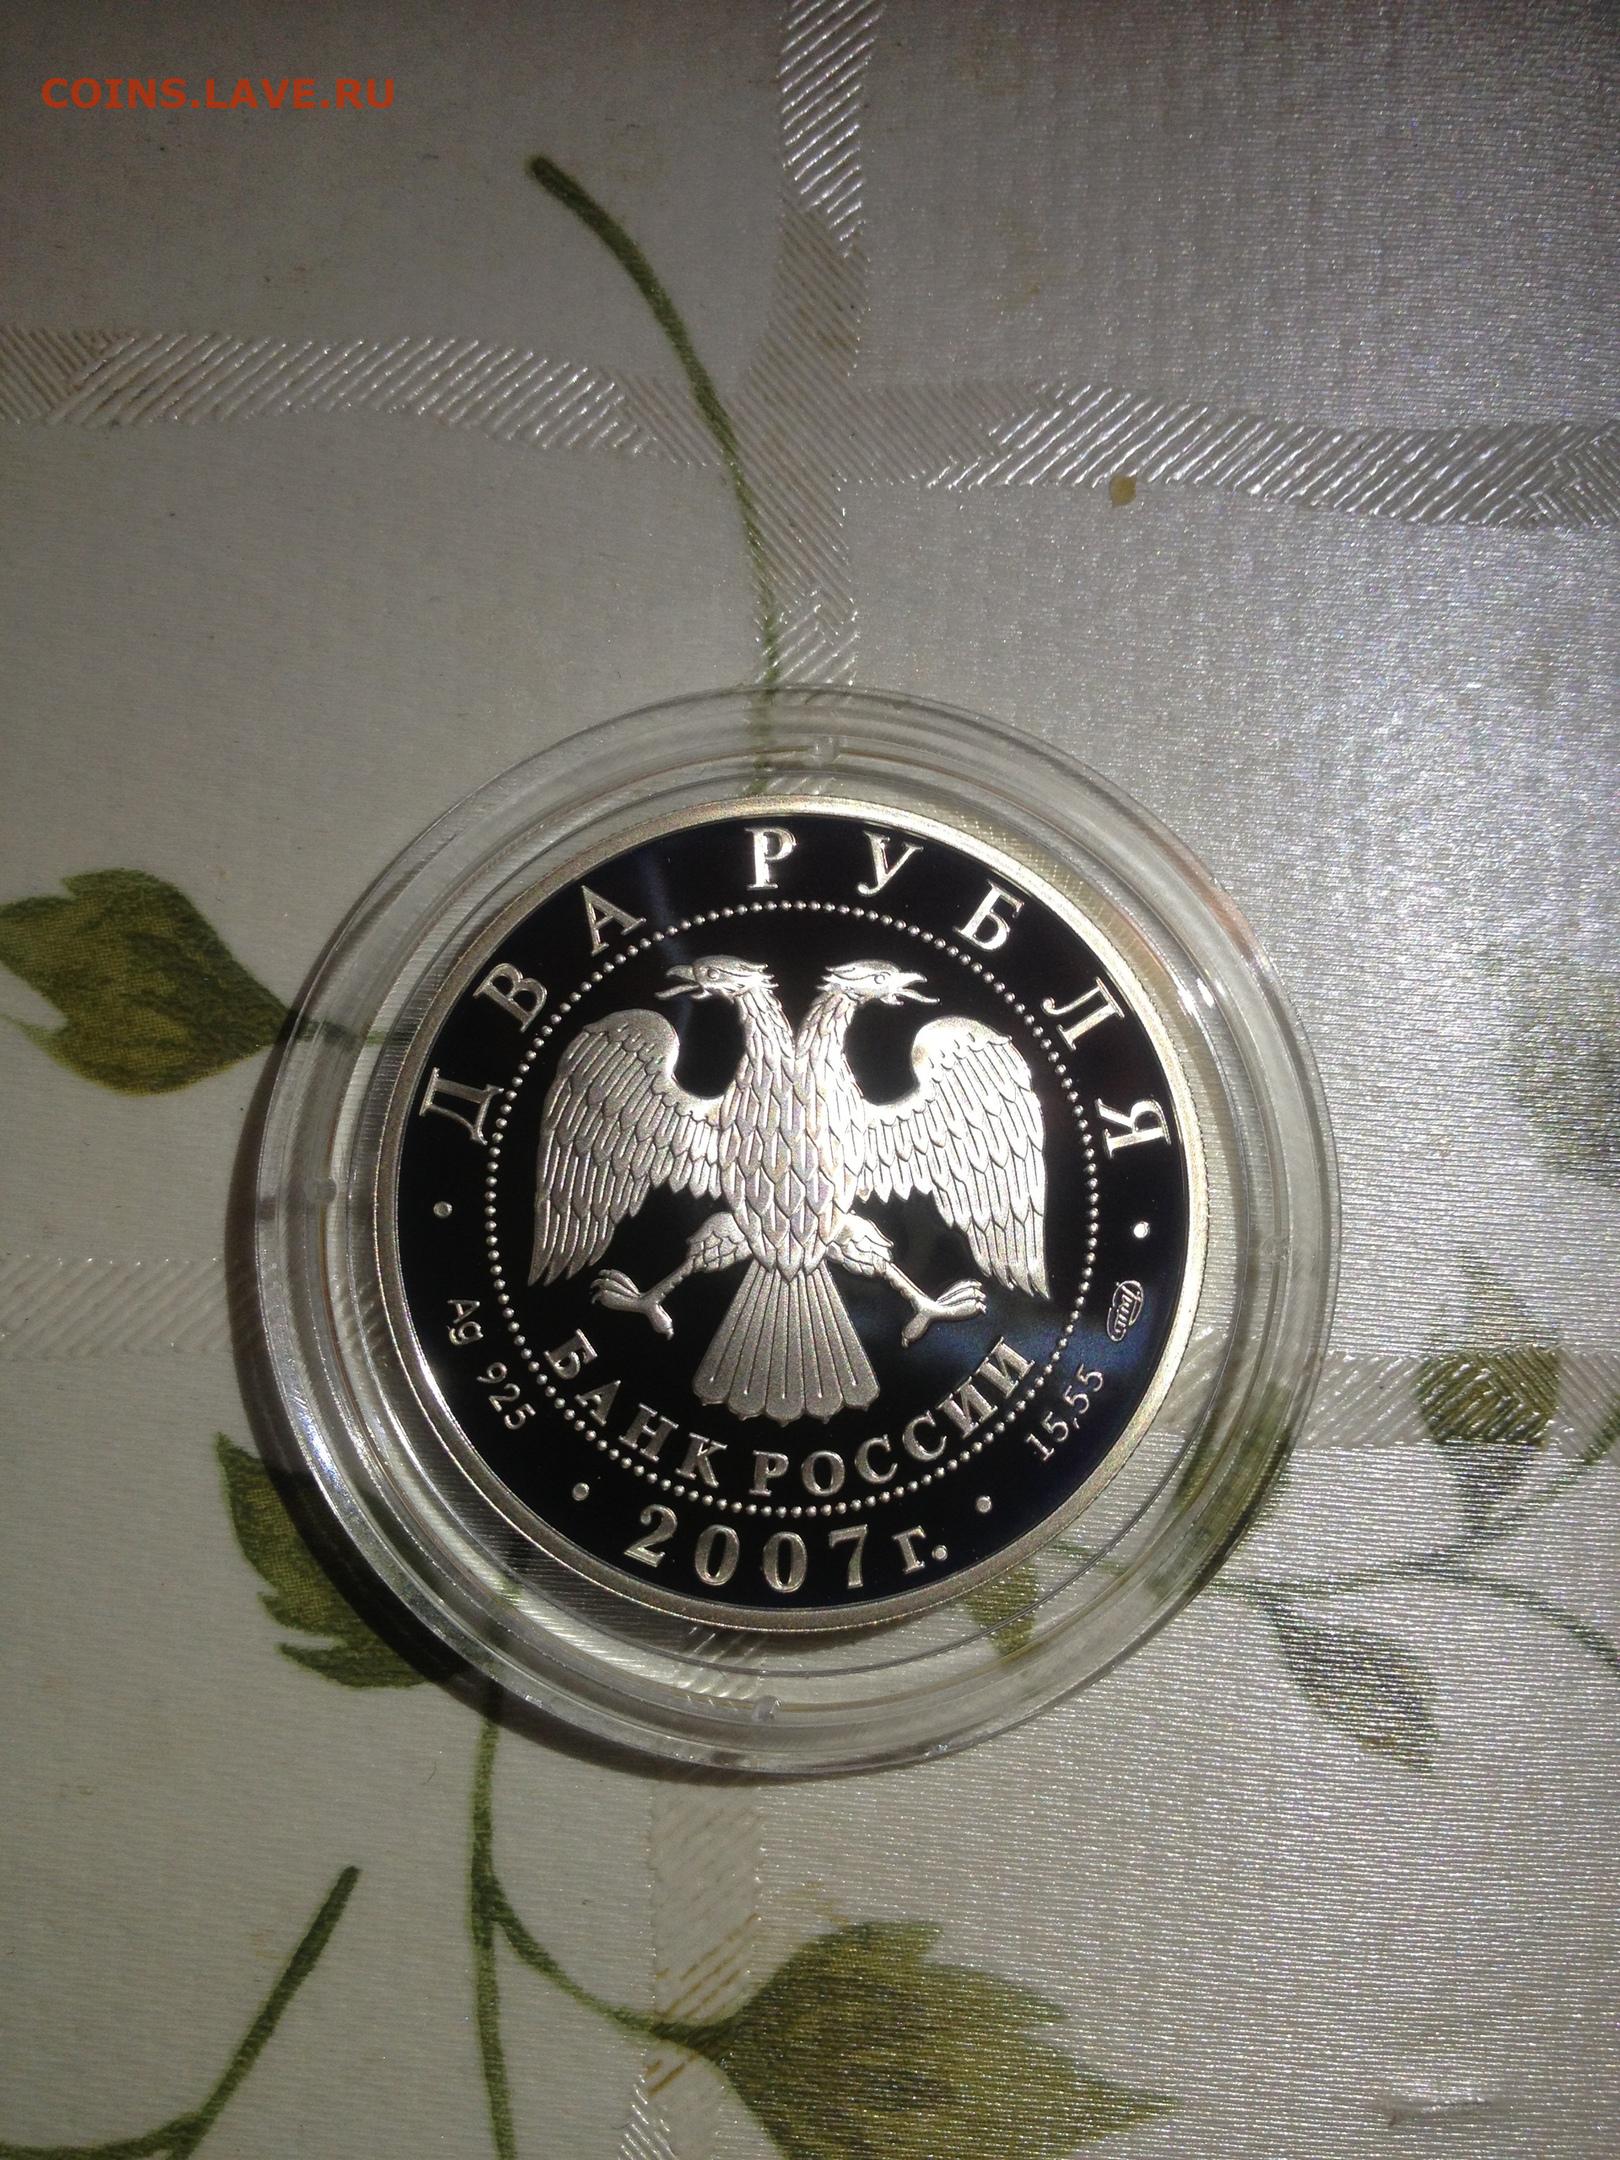 COINS.LAVE.RU
ДВА РУБЛЯ
БАНК РОССИИ
Ag 925
15,55
• 2007 г. •